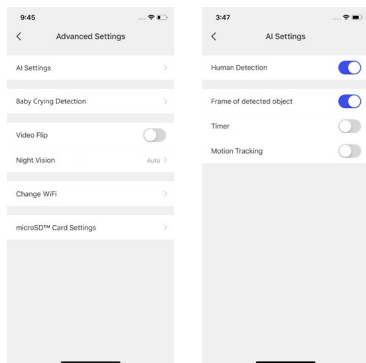 9:45
Advanced Settings
AI Settings
Baby Crying Detection
Video Flip
Night Vision
Auto
Change WiFi
microSD™ Card Settings
3:47
AI Settings
Human Detection
Frame of detected object
Timer
Motion Tracking